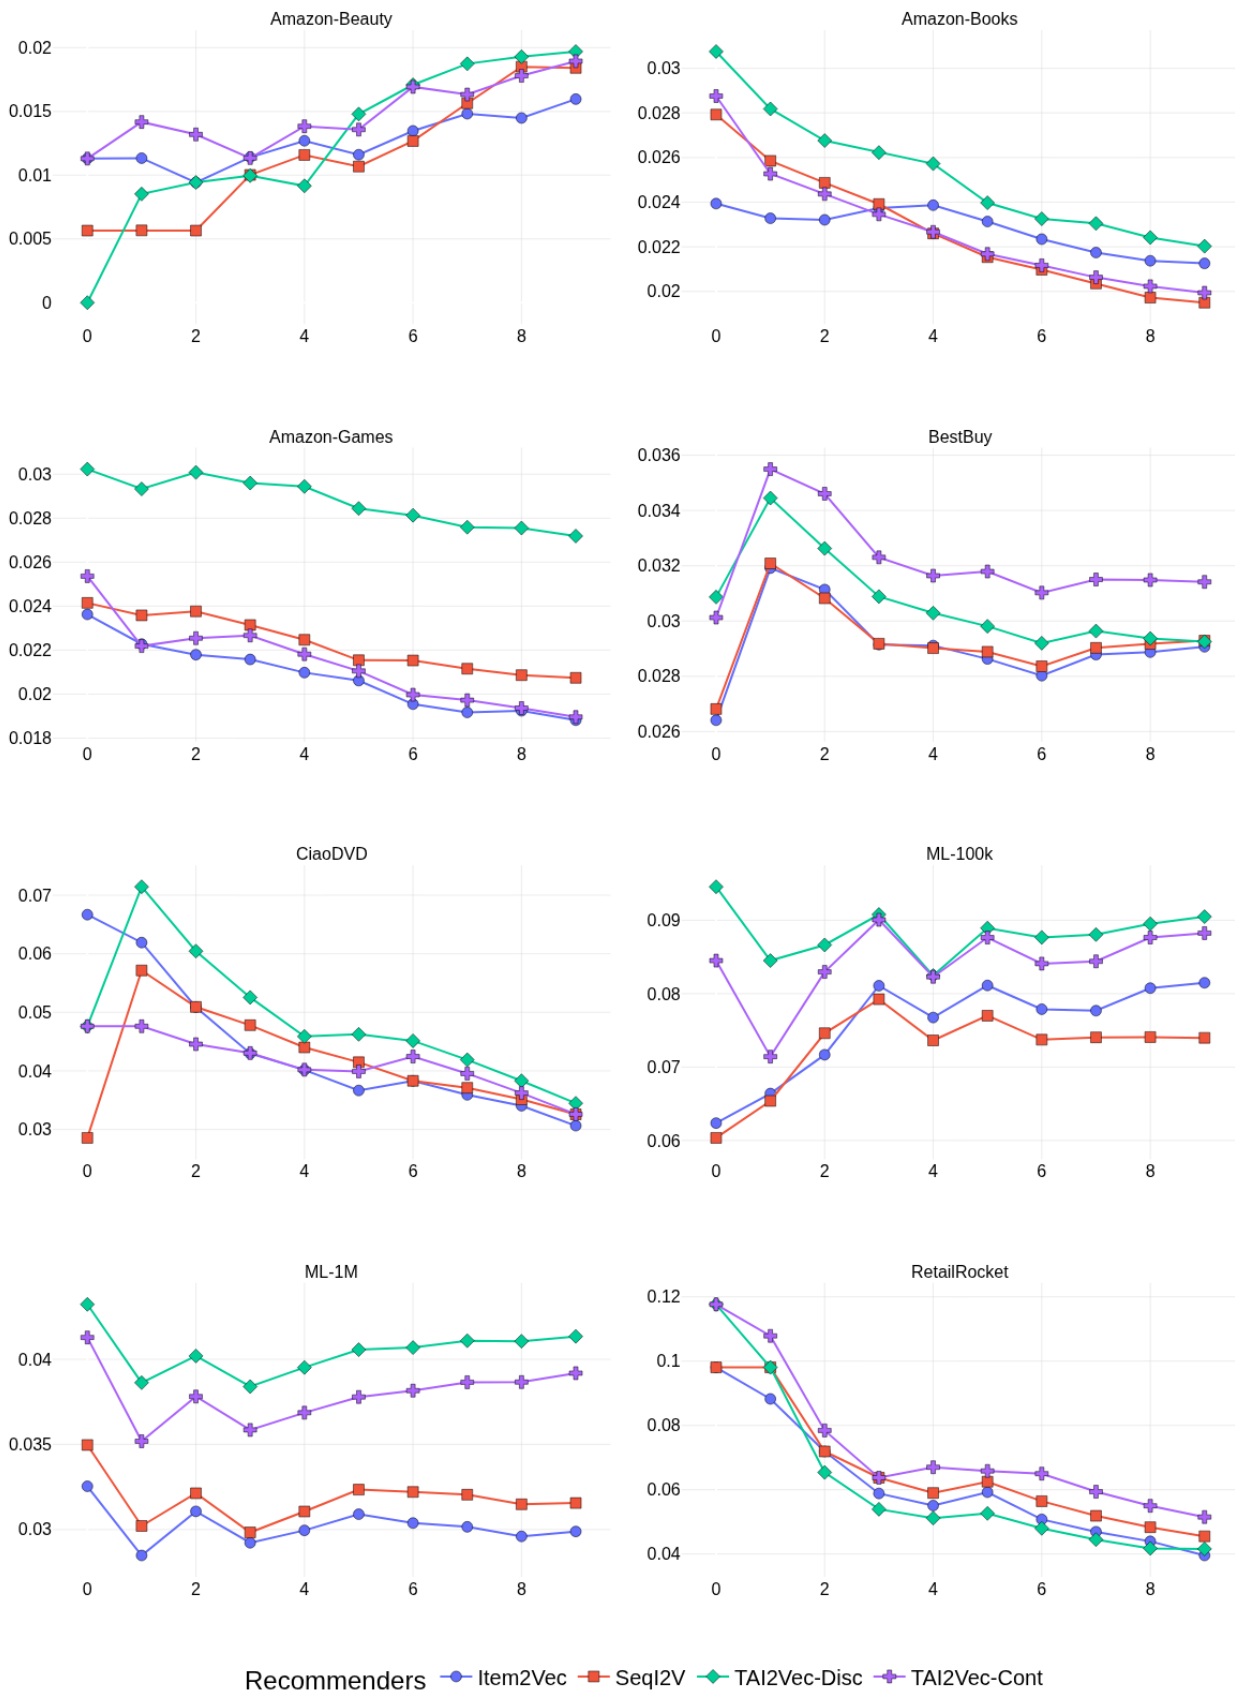 Amazon-Beauty
0.02
0.015
0.01
0.005
0
0 2 4 6 8
Amazon-Books
0.03
0.028
0.026
0.024
0.022
0.02
0 2 4 6 8
Amazon-Games
0.03
0.028
0.026
0.024
0.022
0.02
0.018
0 2 4 6 8
BestBuy
0.036
0.034
0.032
0.03
0.028
0.026
0 2 4 6 8
CiaoDVD
0.07
0.06
0.05
0.04
0.03
0 2 4 6 8
ML-100k
0.09
0.08
0.07
0.06
0 2 4 6 8
ML-1M
0.04
0.035
0.03
0 2 4 6 8
RetailRocket
0.12
0.1
0.08
0.06
0.04
0 2 4 6 8
Recommenders Item2Vec SeqI2V TAI2Vec-Disc TAI2Vec-Cont